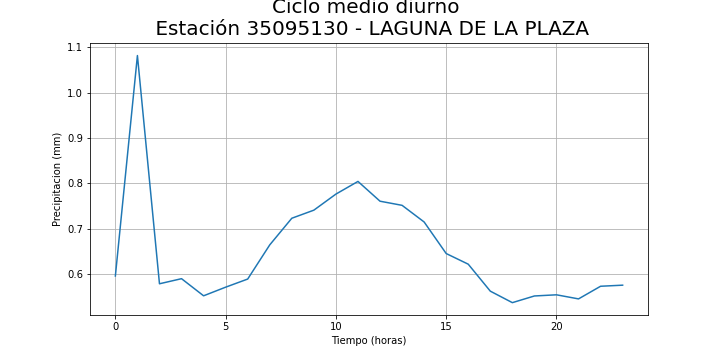 Ciclo medio diurno
Estación 35095130 - LAGUNA DE LA PLAZA
1.1
1.0
0.9
0.8
0.7
0.6
Precipitacion (mm)
0 5 10 15 20
Tiempo (horas)